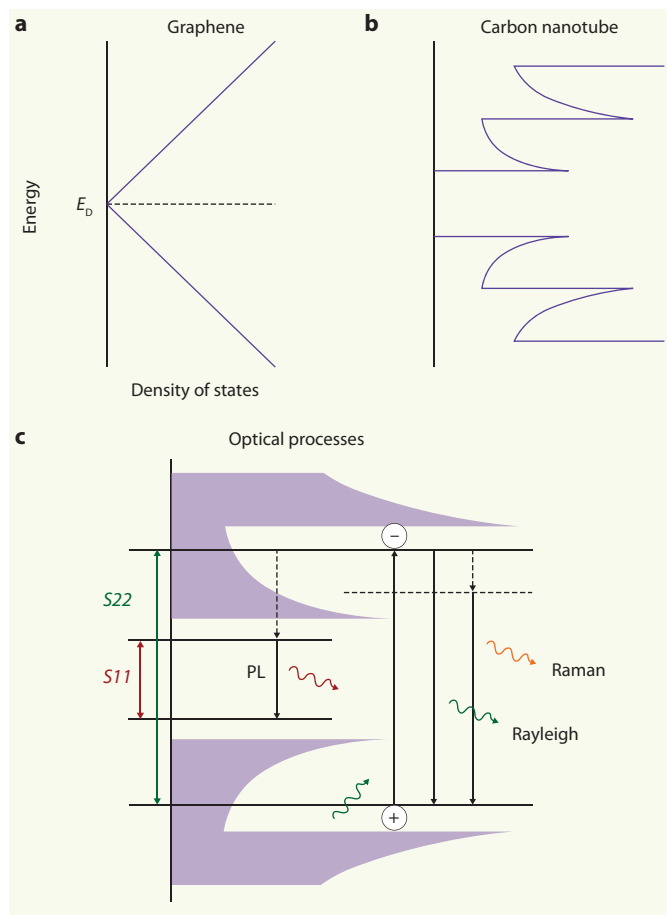 a
Graphene
b
Carbon nanotube
Energy
E_D
Density of states
c
Optical processes
−
S22
S11
PL
Raman
Rayleigh
+